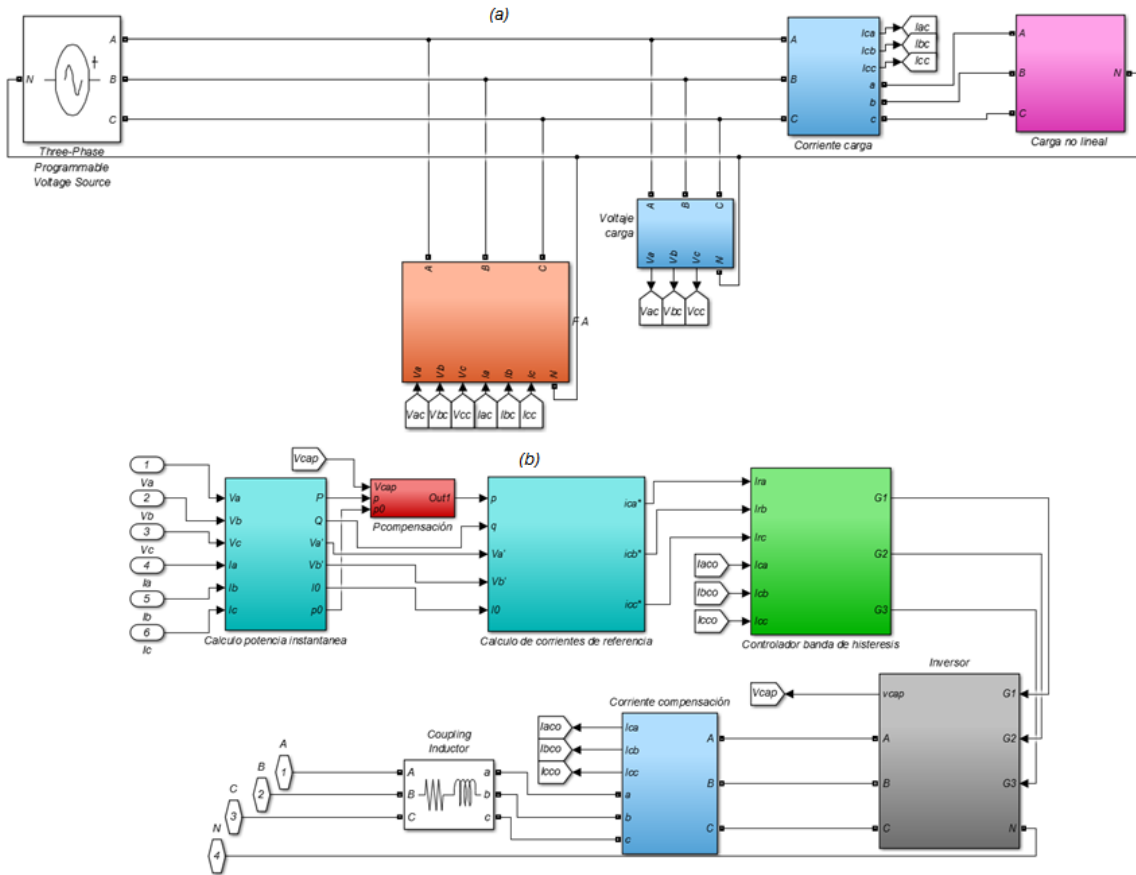 (a)
A
B
C
N
+
Three-Phase
Programmable
Voltage Source
A
B
C
Ica
Icb
Icc
a
b
c
Corriente carga
Iac
Ibc
Icc
A
B
C
N
Carga no lineal
Voltaje
carga
A
B
C
Va
Vb
Vc
N
Vac
Vbc
Vcc
A
B
C
F A
Va
Vb
Vc
Ia
Ib
Ic
N
Vac
Vbc
Vcc
Iac
Ibc
Icc
(b)
1
Va
2
Vb
3
Vc
4
Ia
5
Ib
6
Ic
Va
Vb
Vc
Ia
Ib
Ic
P
Q
Va'
Vb'
I0
p0
Calculo potencia instantanea
Vcap
Vcap
p
p0
Out1
Pcompensación
p
q
Va'
Vb'
I0
ica*
icb*
icc*
Calculo de corrientes de referencia
Iaco
Ibco
Icco
Ira
Irb
Irc
Ica
Icb
Icc
G1
G2
G3
Controlador banda de histeresis
Inversor
vcap
A
B
C
G1
G2
G3
N
Vcap
Corriente compensación
Ica
Icb
Icc
a
b
c
A
B
C
Iaco
Ibco
Icco
Coupling
Inductor
A
B
C
a
b
c
A
1
B
2
C
3
N
4